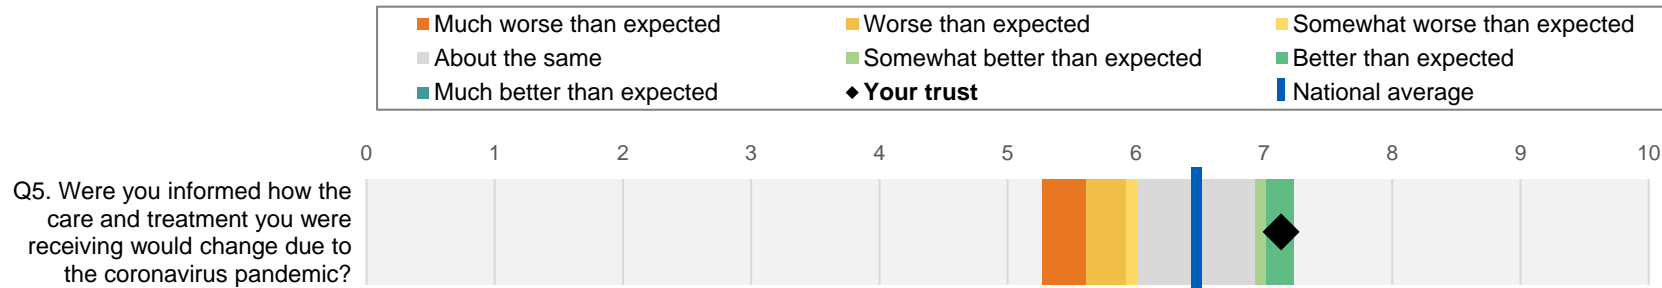 Much worse than expected
Worse than expected
Somewhat worse than expected
About the same
Somewhat better than expected
Better than expected
Much better than expected
Your trust
National average
0 1 2 3 4 5 6 7 8 9 10
Q5. Were you informed how the
care and treatment you were
receiving would change due to
the coronavirus pandemic?